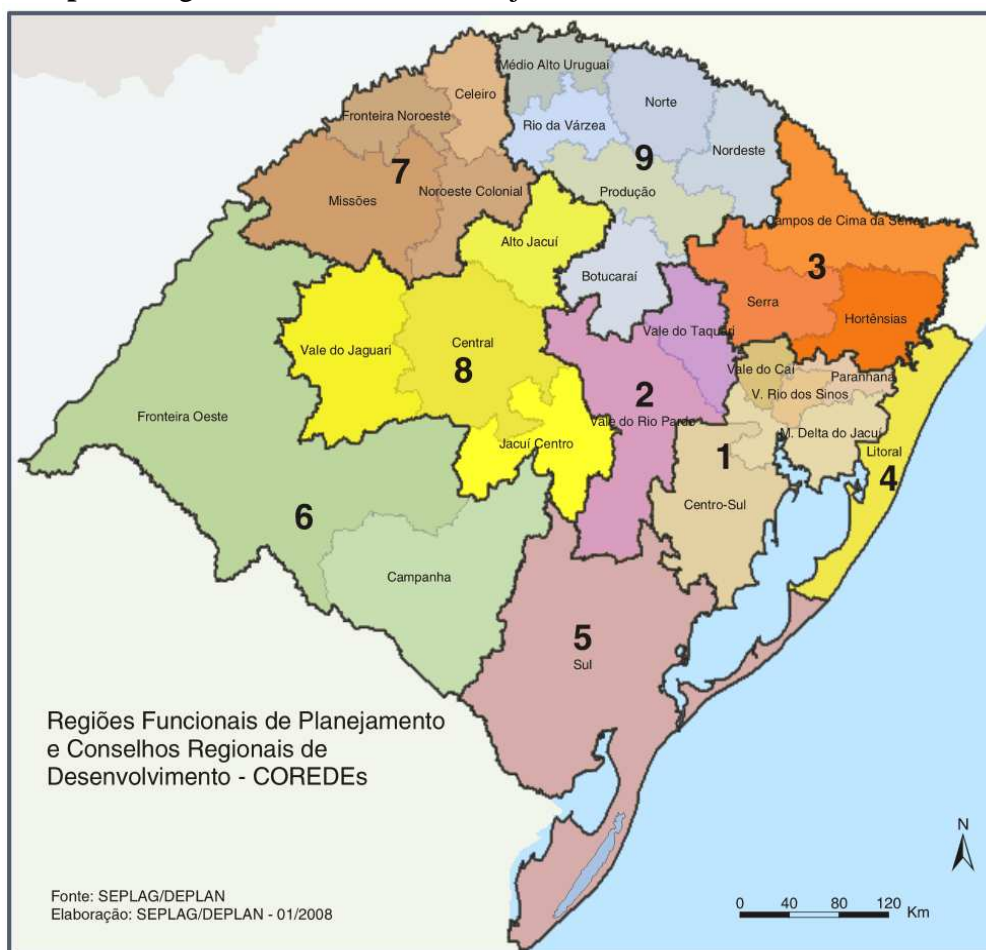 Médio Alto Uruguai
Celeiro
Norte
Fronteira Noroeste
Rio da Várzea
Nordeste
9
7
Produção
Missões
Noroeste Colonial
Campos de Cima da Serra
Alto Jacuí
3
Botucaraí
Serra
Hortênsias
Vale do Taquari
Central
Vale do Jaguari
8
Vale do Caí
Paranhana
V. Rio dos Sinos
2
Fronteira Oeste
Vale do Rio Pardo
M. Delta do Jacuí
Jacuí Centro
1
Litoral
4
Centro-Sul
6
Campanha
5
Sul
Regiões Funcionais de Planejamento
e Conselhos Regionais de
Desenvolvimento - COREDEs
N
Fonte: SEPLAG/DEPLAN
Elaboração: SEPLAG/DEPLAN - 01/2008
0 40 80 120 Km